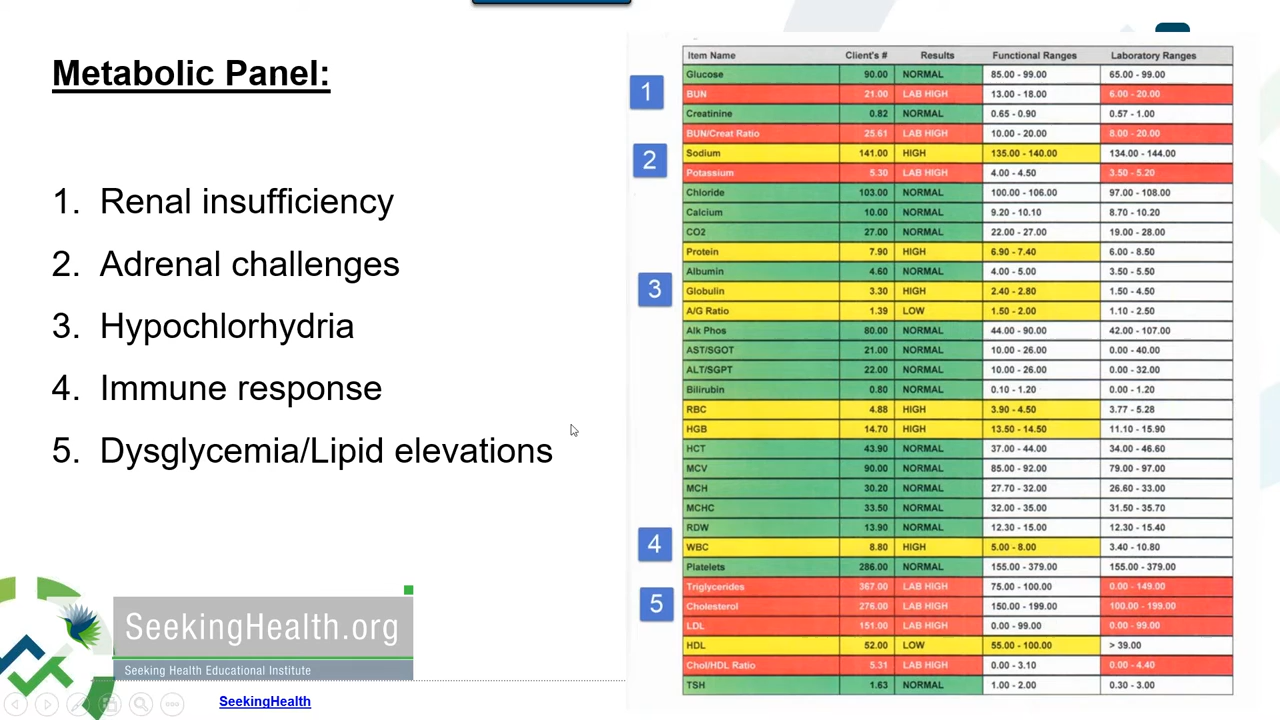 Metabolic Panel:
1. Renal insufficiency
2. Adrenal challenges
3. Hypochlorhydria
4. Immune response
5. Dysglycemia/Lipid elevations
SeekingHealth.org
Seeking Health Educational Institute
SeekingHealth
1
2
3
4
5
Item Name Client's # Results Functional Ranges Laboratory Ranges
Glucose 90.00 NORMAL 85.00 - 99.00 65.00 - 99.00
BUN 21.00 LAB HIGH 13.00 - 18.00 6.00 - 20.00
Creatinine 0.82 NORMAL 0.65 - 0.90 0.57 - 1.00
BUN/Creat Ratio 25.61 LAB HIGH 10.00 - 20.00 8.00 - 20.00
Sodium 141.00 HIGH 135.00 - 140.00 134.00 - 144.00
Potassium 5.30 LAB HIGH 4.00 - 4.50 3.50 - 5.20
Chloride 103.00 NORMAL 100.00 - 106.00 97.00 - 108.00
Calcium 10.00 NORMAL 9.20 - 10.10 8.70 - 10.20
CO2 27.00 NORMAL 22.00 - 27.00 19.00 - 28.00
Protein 7.90 HIGH 6.90 - 7.40 6.00 - 8.50
Albumin 4.60 NORMAL 4.00 - 5.00 3.50 - 5.50
Globulin 3.30 HIGH 2.40 - 2.80 1.50 - 4.50
A/G Ratio 1.39 LOW 1.50 - 2.00 1.10 - 2.50
Alk Phos 80.00 NORMAL 44.00 - 90.00 42.00 - 107.00
AST/SGOT 21.00 NORMAL 10.00 - 26.00 0.00 - 40.00
ALT/SGPT 22.00 NORMAL 10.00 - 26.00 0.00 - 32.00
Bilirubin 0.80 NORMAL 0.10 - 1.20 0.00 - 1.20
RBC 4.88 HIGH 3.90 - 4.50 3.77 - 5.28
HGB 14.70 HIGH 13.50 - 14.50 11.10 - 15.90
HCT 43.90 NORMAL 37.00 - 44.00 34.00 - 46.60
MCV 90.00 NORMAL 85.00 - 92.00 79.00 - 97.00
MCH 30.20 NORMAL 27.70 - 32.00 26.60 - 33.00
MCHC 33.50 NORMAL 32.00 - 35.00 31.50 - 35.70
RDW 13.90 NORMAL 12.30 - 15.00 12.30 - 15.40
WBC 8.80 HIGH 5.00 - 8.00 3.40 - 10.80
Platelets 286.00 NORMAL 155.00 - 379.00 155.00 - 379.00
Triglycerides 367.00 LAB HIGH 75.00 - 100.00 0.00 - 149.00
Cholesterol 276.00 LAB HIGH 150.00 - 199.00 100.00 - 199.00
LDL 151.00 LAB HIGH 0.00 - 99.00 0.00 - 99.00
HDL 52.00 LOW 55.00 - 100.00 > 39.00
Chol/HDL Ratio 5.31 LAB HIGH 0.00 - 3.10 0.00 - 4.40
TSH 1.63 NORMAL 1.00 - 2.00 0.30 - 3.00